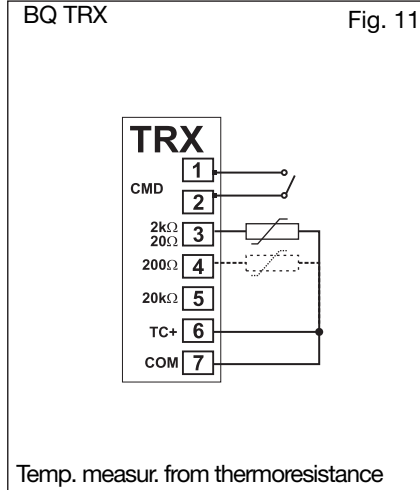 BQ TRX Fig. 11
TRX
1
CMD
2
2kΩ
20Ω 3
200Ω 4
20kΩ 5
TC+ 6
COM 7
Temp. measur. from thermoresistance